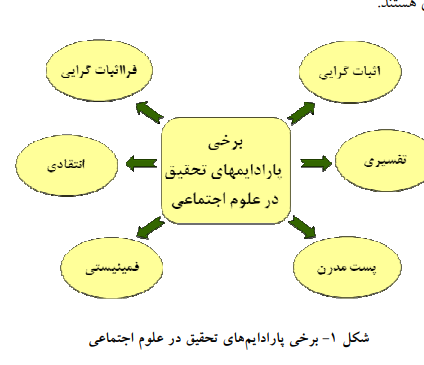 هستند.
اثبات گرایی
فرااثبات گرایی
برخی
پارادایمهای تحقیق
در علوم اجتماعی
تفسیری
انتقادی
پست مدرن
فمینیستی
شکل ۱- برخی پارادایم‌های تحقیق در علوم اجتماعی